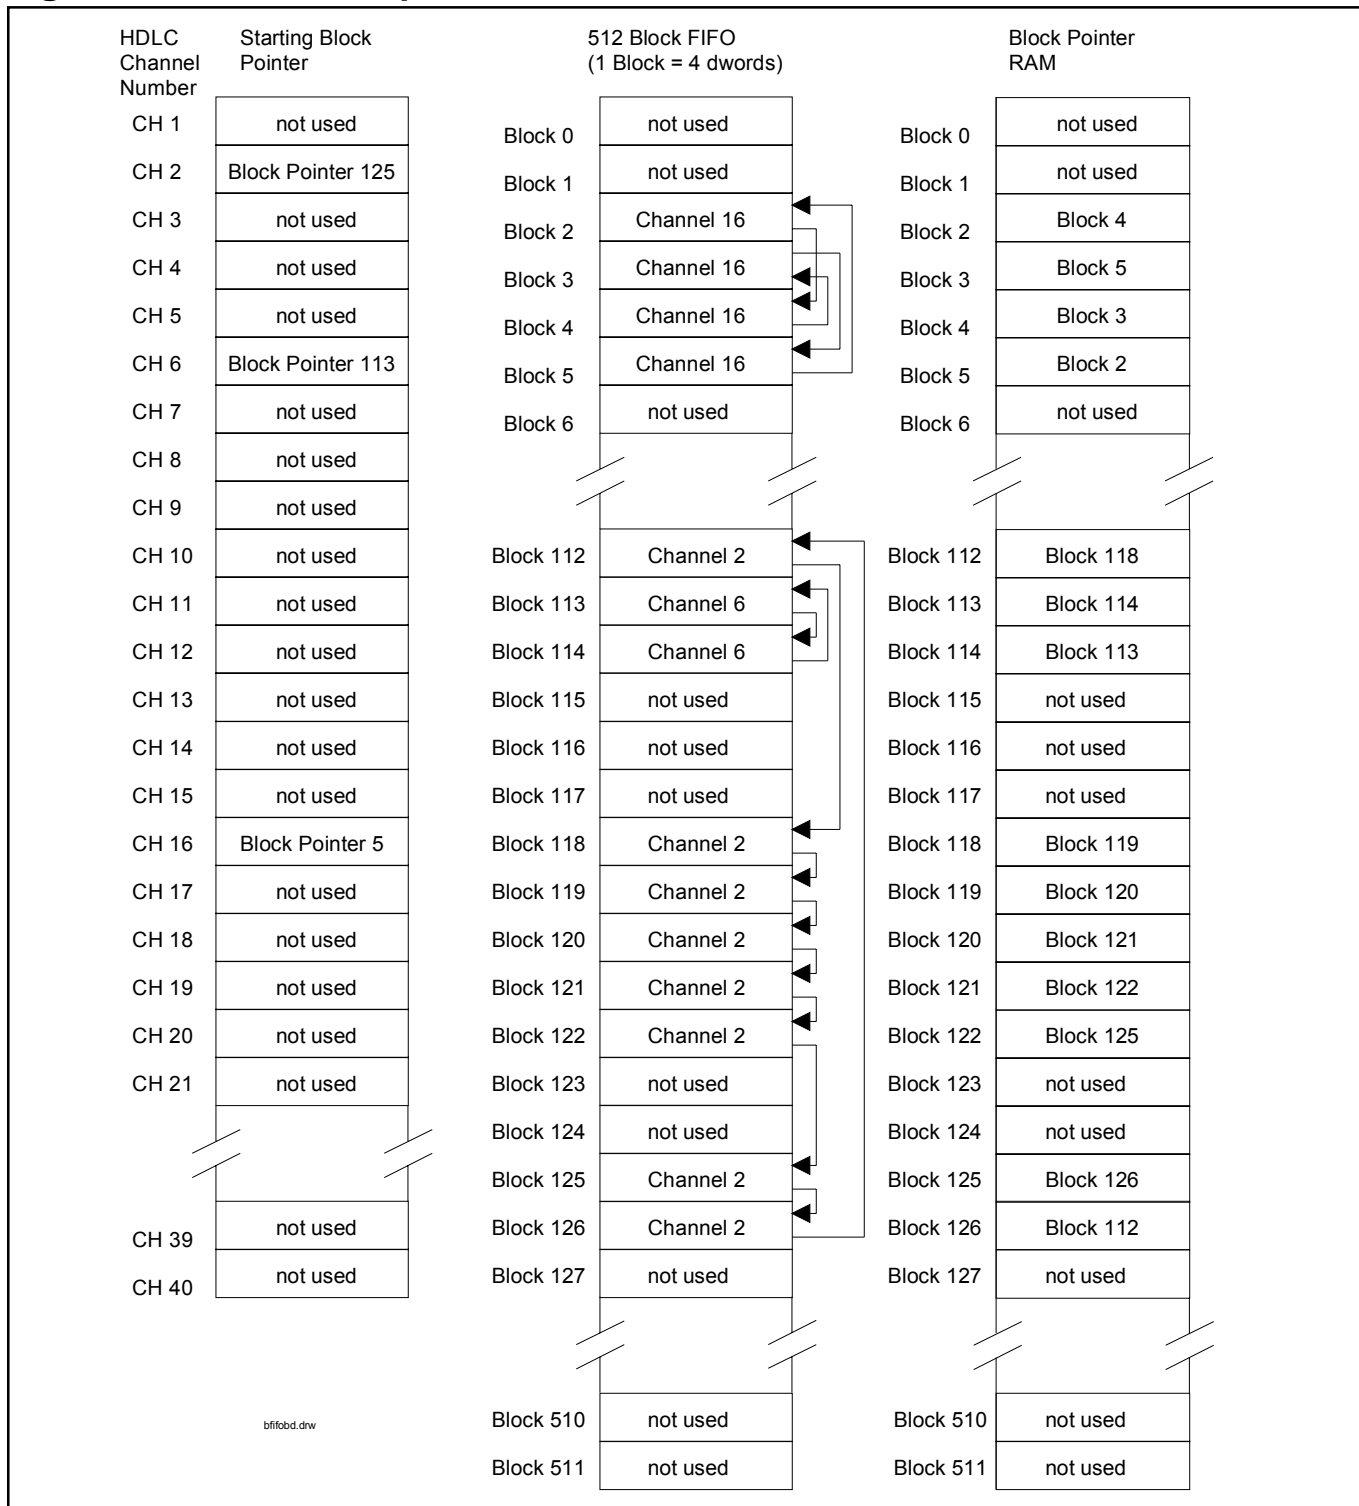 HDLC
Channel
Number
Starting Block
Pointer
CH 1 not used
CH 2 Block Pointer 125
CH 3 not used
CH 4 not used
CH 5 not used
CH 6 Block Pointer 113
CH 7 not used
CH 8 not used
CH 9 not used
CH 10 not used
CH 11 not used
CH 12 not used
CH 13 not used
CH 14 not used
CH 15 not used
CH 16 Block Pointer 5
CH 17 not used
CH 18 not used
CH 19 not used
CH 20 not used
CH 21 not used
CH 39 not used
CH 40 not used
bfifobd.drw
512 Block FIFO
(1 Block = 4 dwords)
Block 0 not used
Block 1 not used
Block 2 Channel 16
Block 3 Channel 16
Block 4 Channel 16
Block 5 Channel 16
Block 6 not used
Block 112 Channel 2
Block 113 Channel 6
Block 114 Channel 6
Block 115 not used
Block 116 not used
Block 117 not used
Block 118 Channel 2
Block 119 Channel 2
Block 120 Channel 2
Block 121 Channel 2
Block 122 Channel 2
Block 123 not used
Block 124 not used
Block 125 Channel 2
Block 126 Channel 2
Block 127 not used
Block 510 not used
Block 511 not used
Block Pointer
RAM
Block 0 not used
Block 1 not used
Block 2 Block 4
Block 3 Block 5
Block 4 Block 3
Block 5 Block 2
Block 6 not used
Block 112 Block 118
Block 113 Block 114
Block 114 Block 113
Block 115 not used
Block 116 not used
Block 117 not used
Block 118 Block 119
Block 119 Block 120
Block 120 Block 121
Block 121 Block 122
Block 122 Block 125
Block 123 not used
Block 124 not used
Block 125 Block 126
Block 126 Block 112
Block 127 not used
Block 510 not used
Block 511 not used